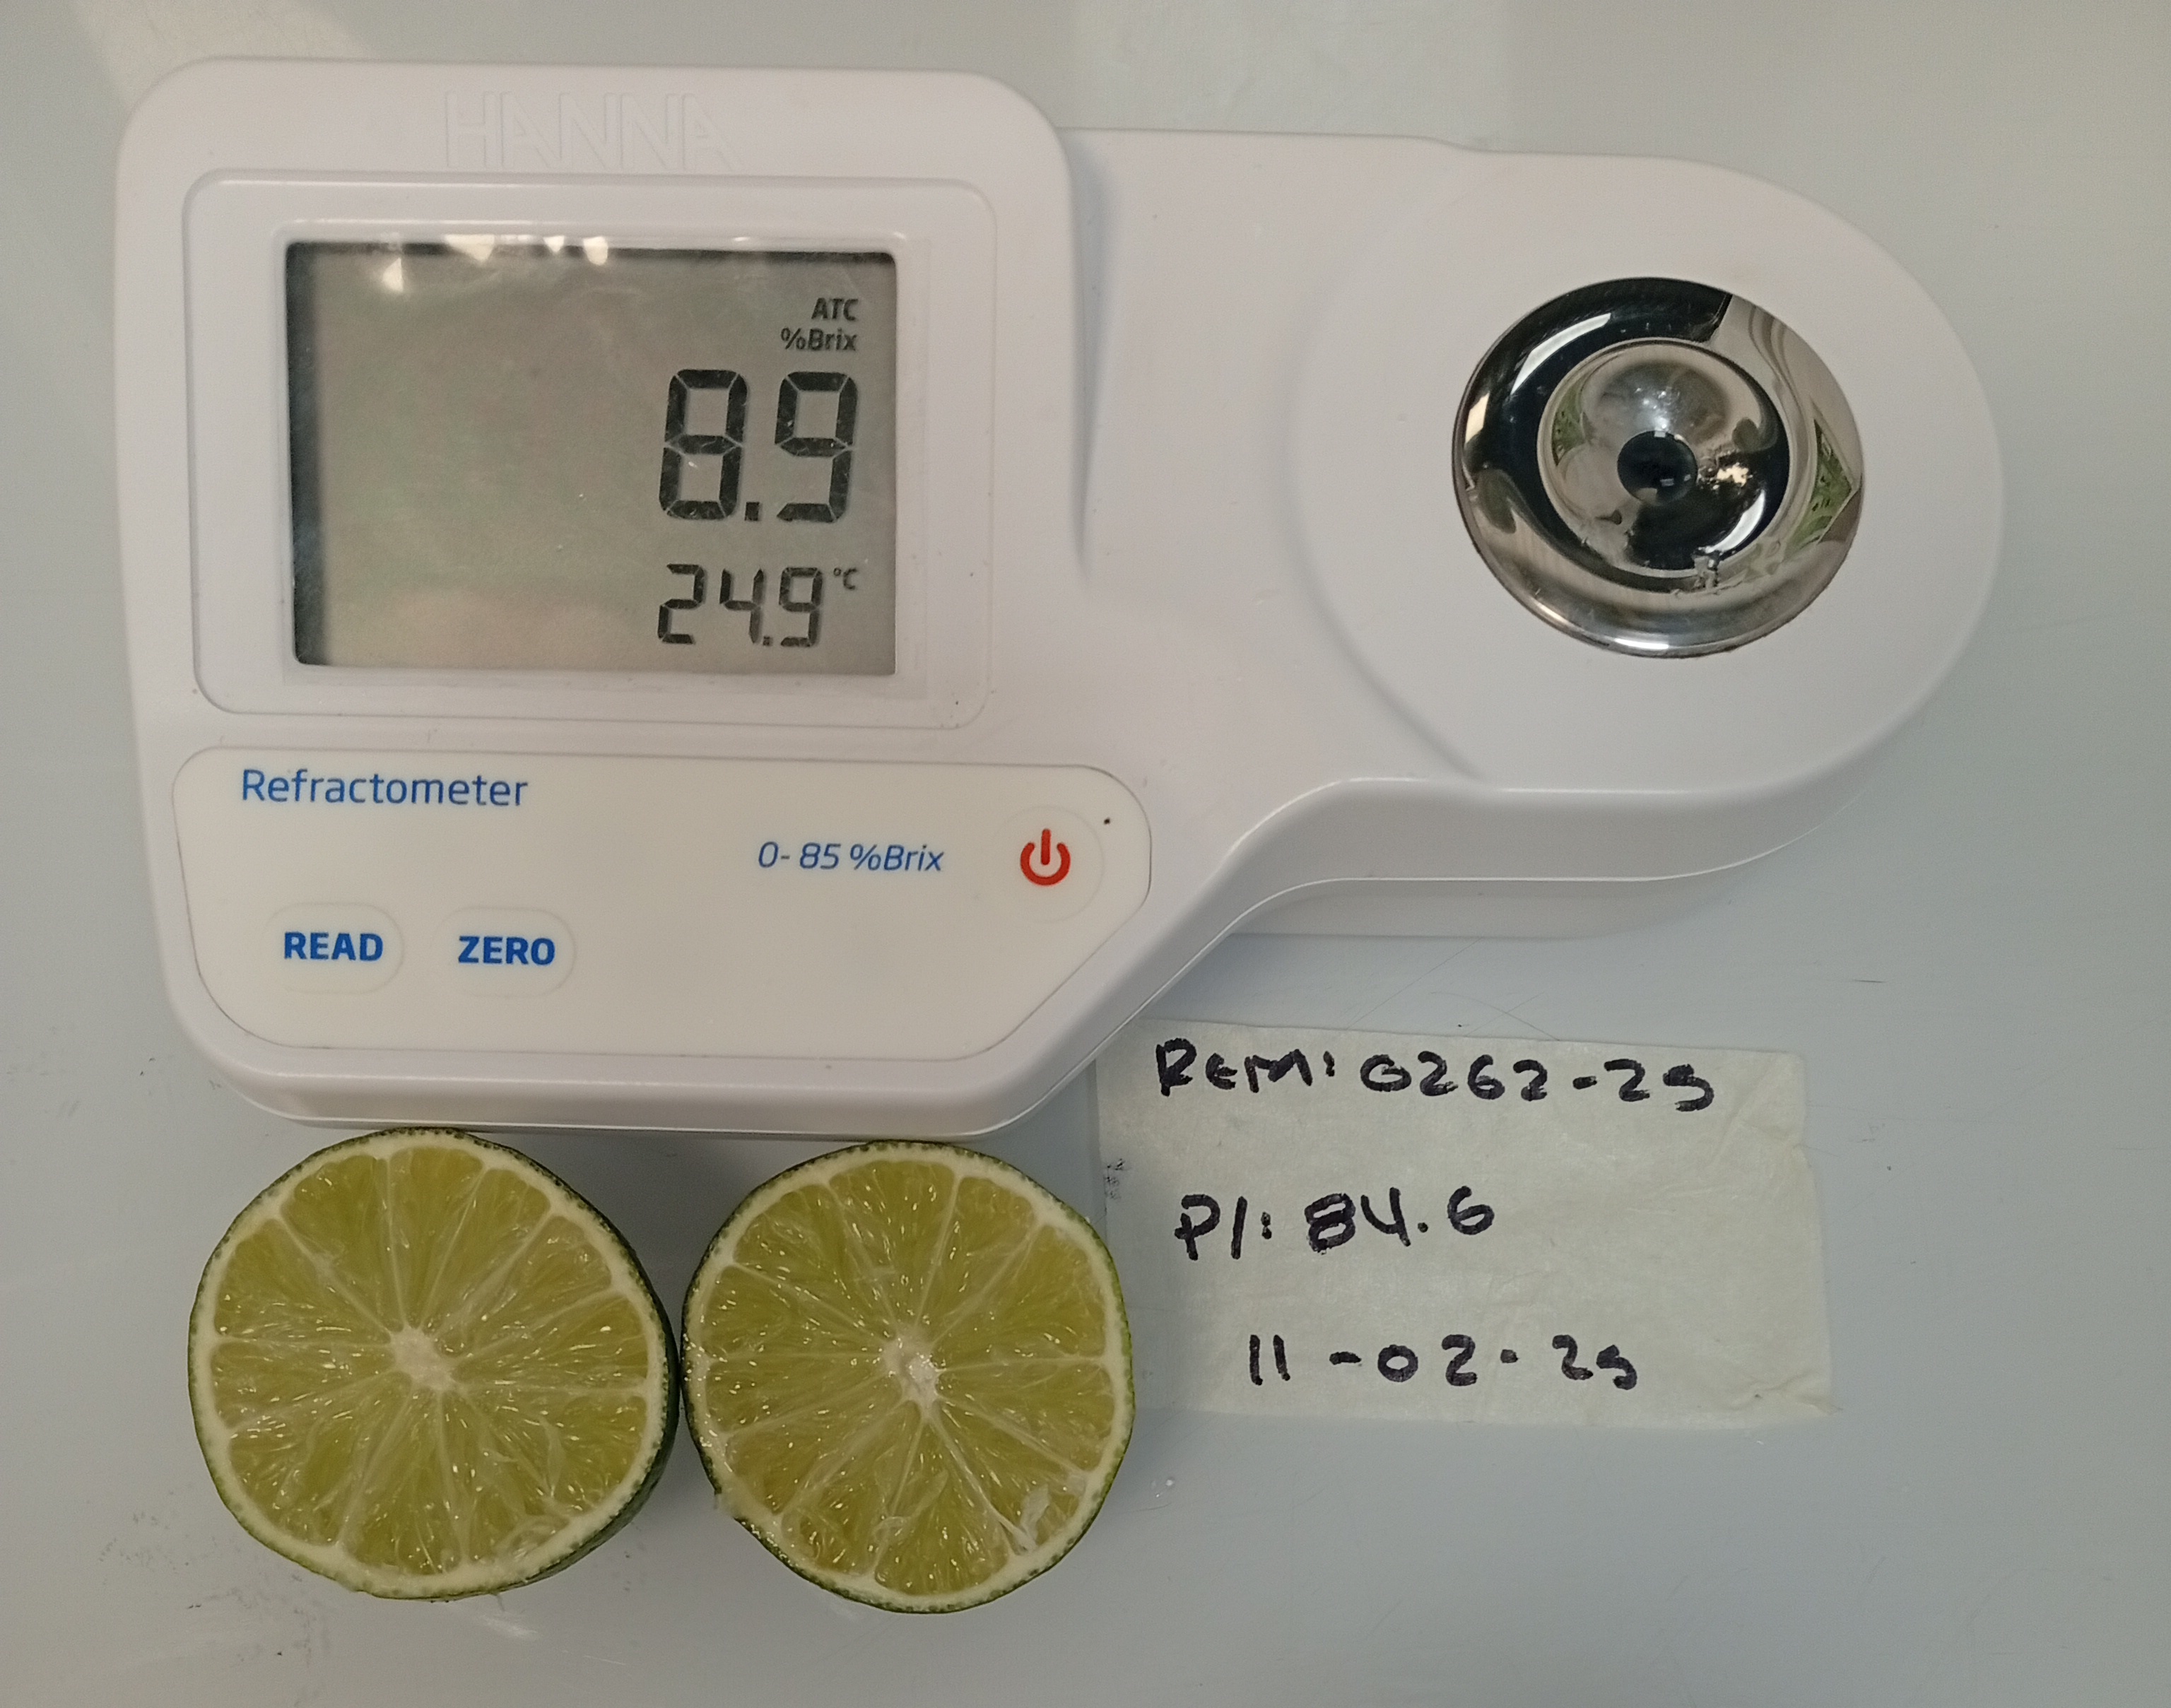 HANNA
ATC
%Brix
8.9
24.9 °C
Refractometer
0-85 %Brix
READ
ZERO
REM: 0262-25
P/: 84.6
11-02-25